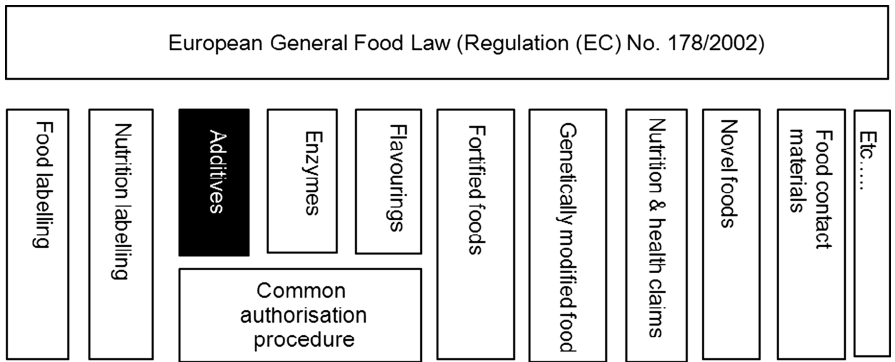 European General Food Law (Regulation (EC) No. 178/2002)
Food labelling
Nutrition labelling
Additives
Enzymes
Flavourings
Common
authorisation
procedure
Fortified foods
Genetically modified food
Nutrition & health claims
Novel foods
Food contact
materials
Etc.....